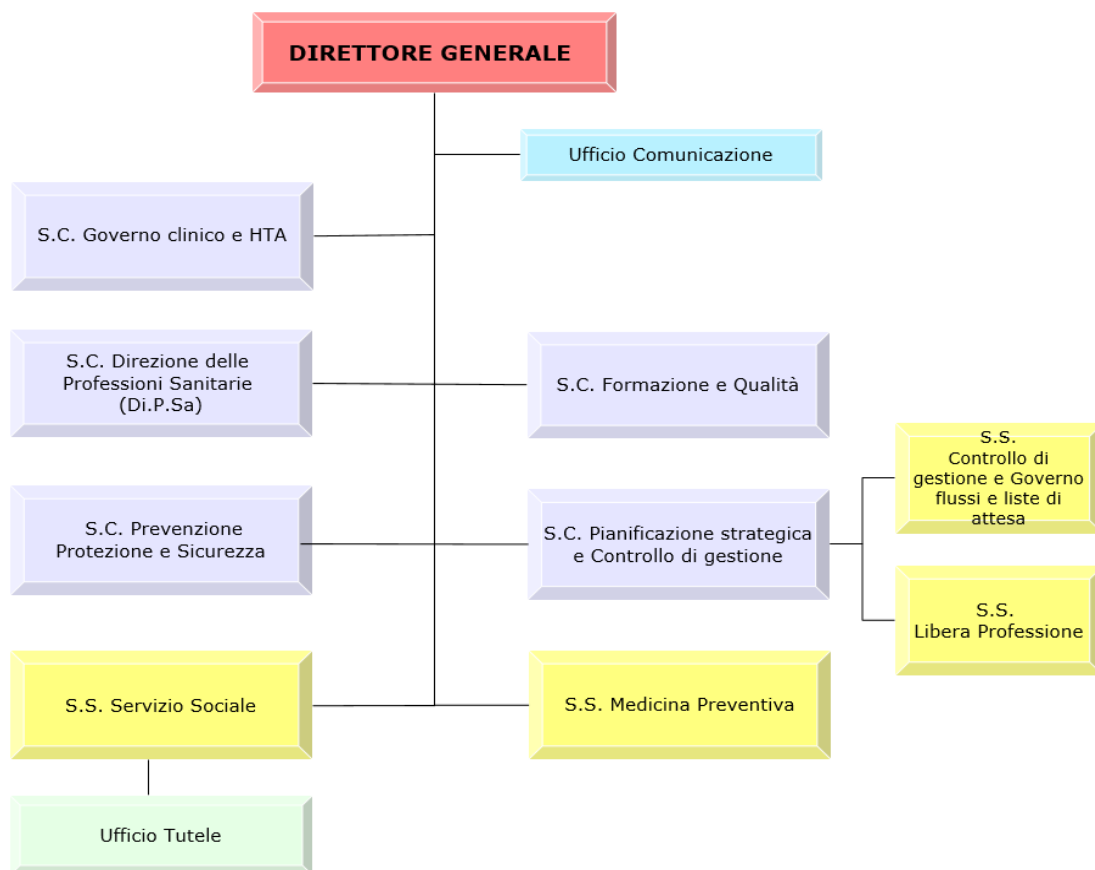 DIRETTORE GENERALE
Ufficio Comunicazione
S.C. Governo clinico e HTA
S.C. Direzione delle
Professioni Sanitarie
(Di.P.Sa)
S.C. Formazione e Qualità
S.S.
Controllo di
gestione e Governo
flussi e liste di
attesa
S.C. Prevenzione
Protezione e Sicurezza
S.C. Pianificazione strategica
e Controllo di gestione
S.S.
Libera Professione
S.S. Servizio Sociale
S.S. Medicina Preventiva
Ufficio Tutele